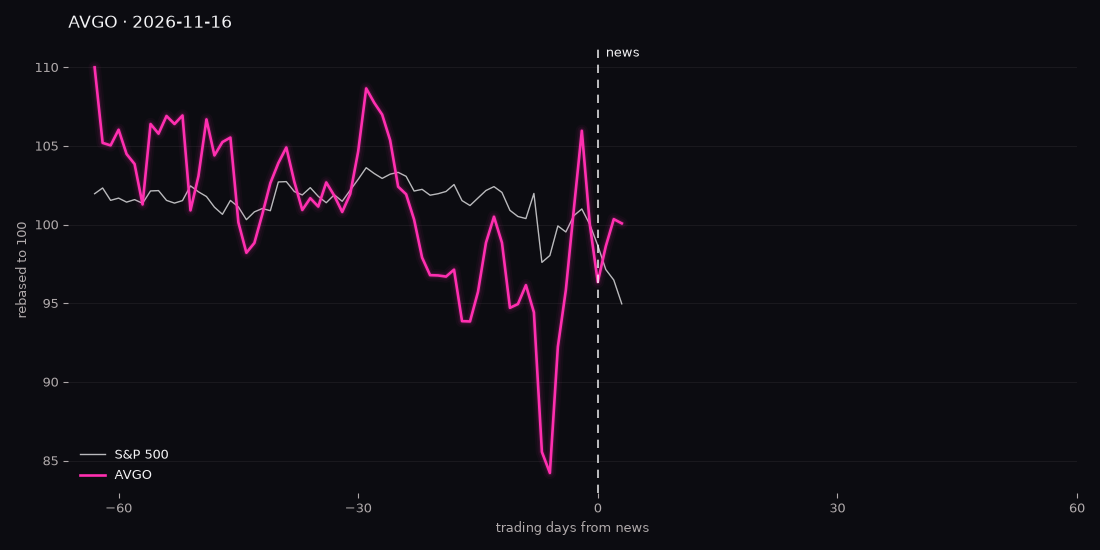 AVGO · 2026-11-16
news
110
105
100
95
90
85
rebased to 100
S&P 500
AVGO
−60
−30
0
30
60
trading days from news